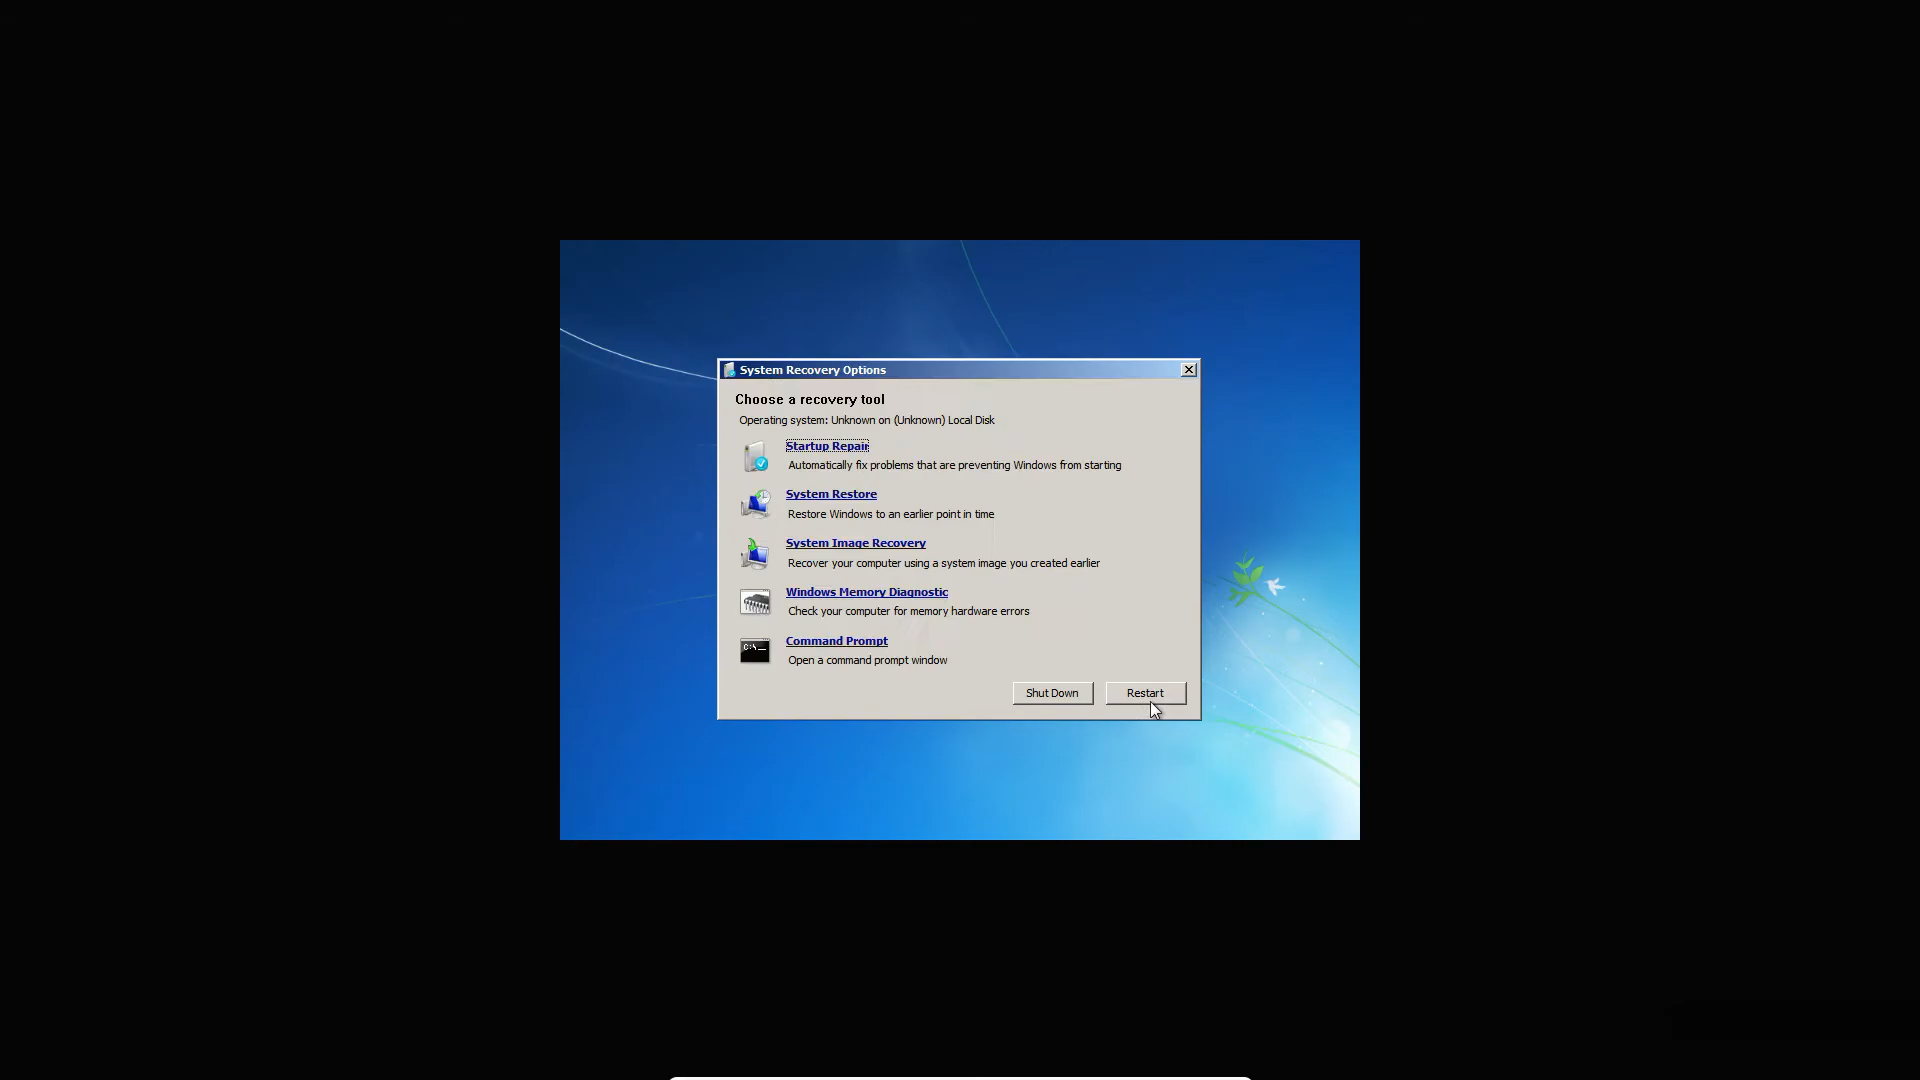 System Recovery Options
Choose a recovery tool
Operating system: Unknown on (Unknown) Local Disk
Startup Repair
Automatically fix problems that are preventing Windows from starting
System Restore
Restore Windows to an earlier point in time
System Image Recovery
Recover your computer using a system image you created earlier
Windows Memory Diagnostic
Check your computer for memory hardware errors
C:\_
Command Prompt
Open a command prompt window
Shut Down Restart